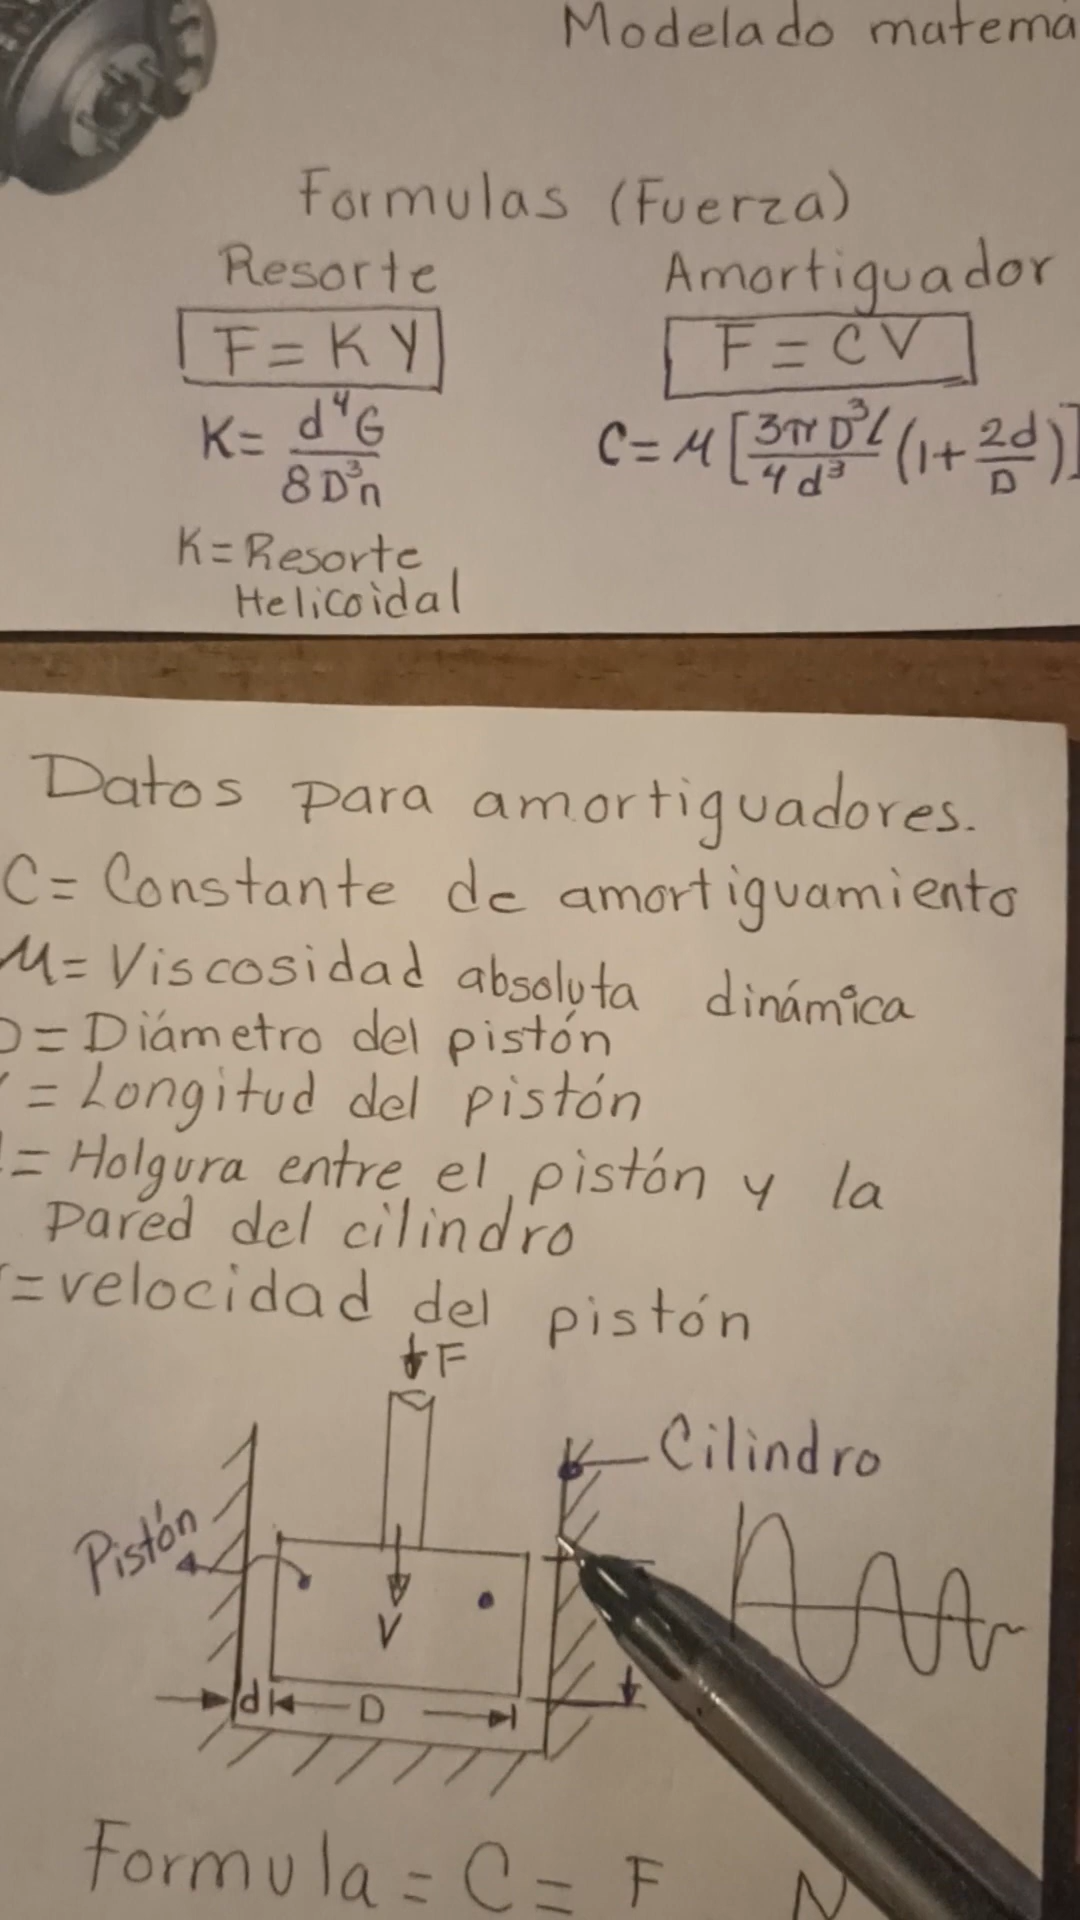 Modelado
Formulas (Fuerza)
Resorte Amortiguador
F = K Y F = C V
K = d⁴G / 8D³n C = μ [3πD³l / 4d³ (1 + 2d / D)]
K = Resorte
Helicoidal
Datos para amortiguadores.
C = Constante de amortiguamiento
μ = Viscosidad absoluta dinámica
D = Diámetro del pistón
= Longitud del pistón
= Holgura entre el pistón y la
pared del cilindro
= velocidad del pistón
F
Cilindro
Pistón
V
d D
Formula = C = F N